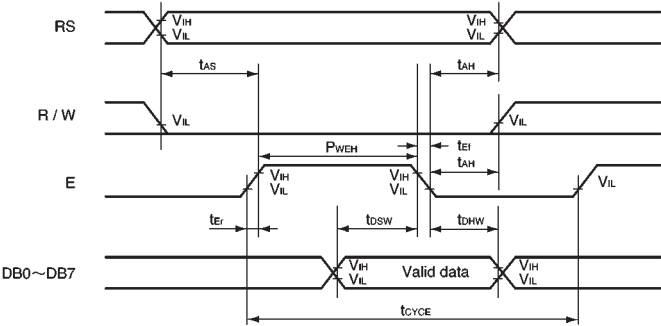 RS
VIH
VIL
VIH
VIL
tAS
tAH
R / W
VIL
VIL
PWEH
tEf
tAH
E
VIH
VIL
VIH
VIL
VIL
tEr
tDSW
tDHW
DB0～DB7
VIH
VIL
Valid data
VIH
VIL
tCYCE